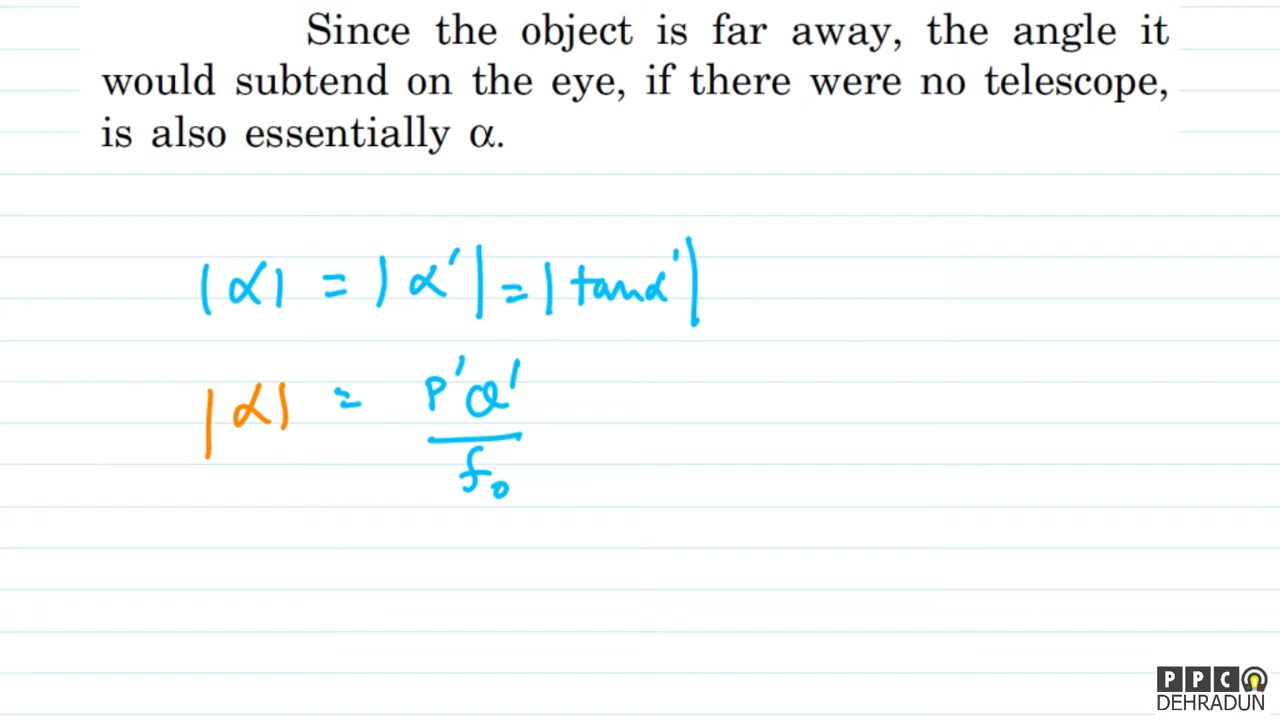 Since the object is far away, the angle it
would subtend on the eye, if there were no telescope,
is also essentially α.
|α| = |α'| = |tanα'|
|α| = P'Q'
f₀
PPC
DEHRADUN